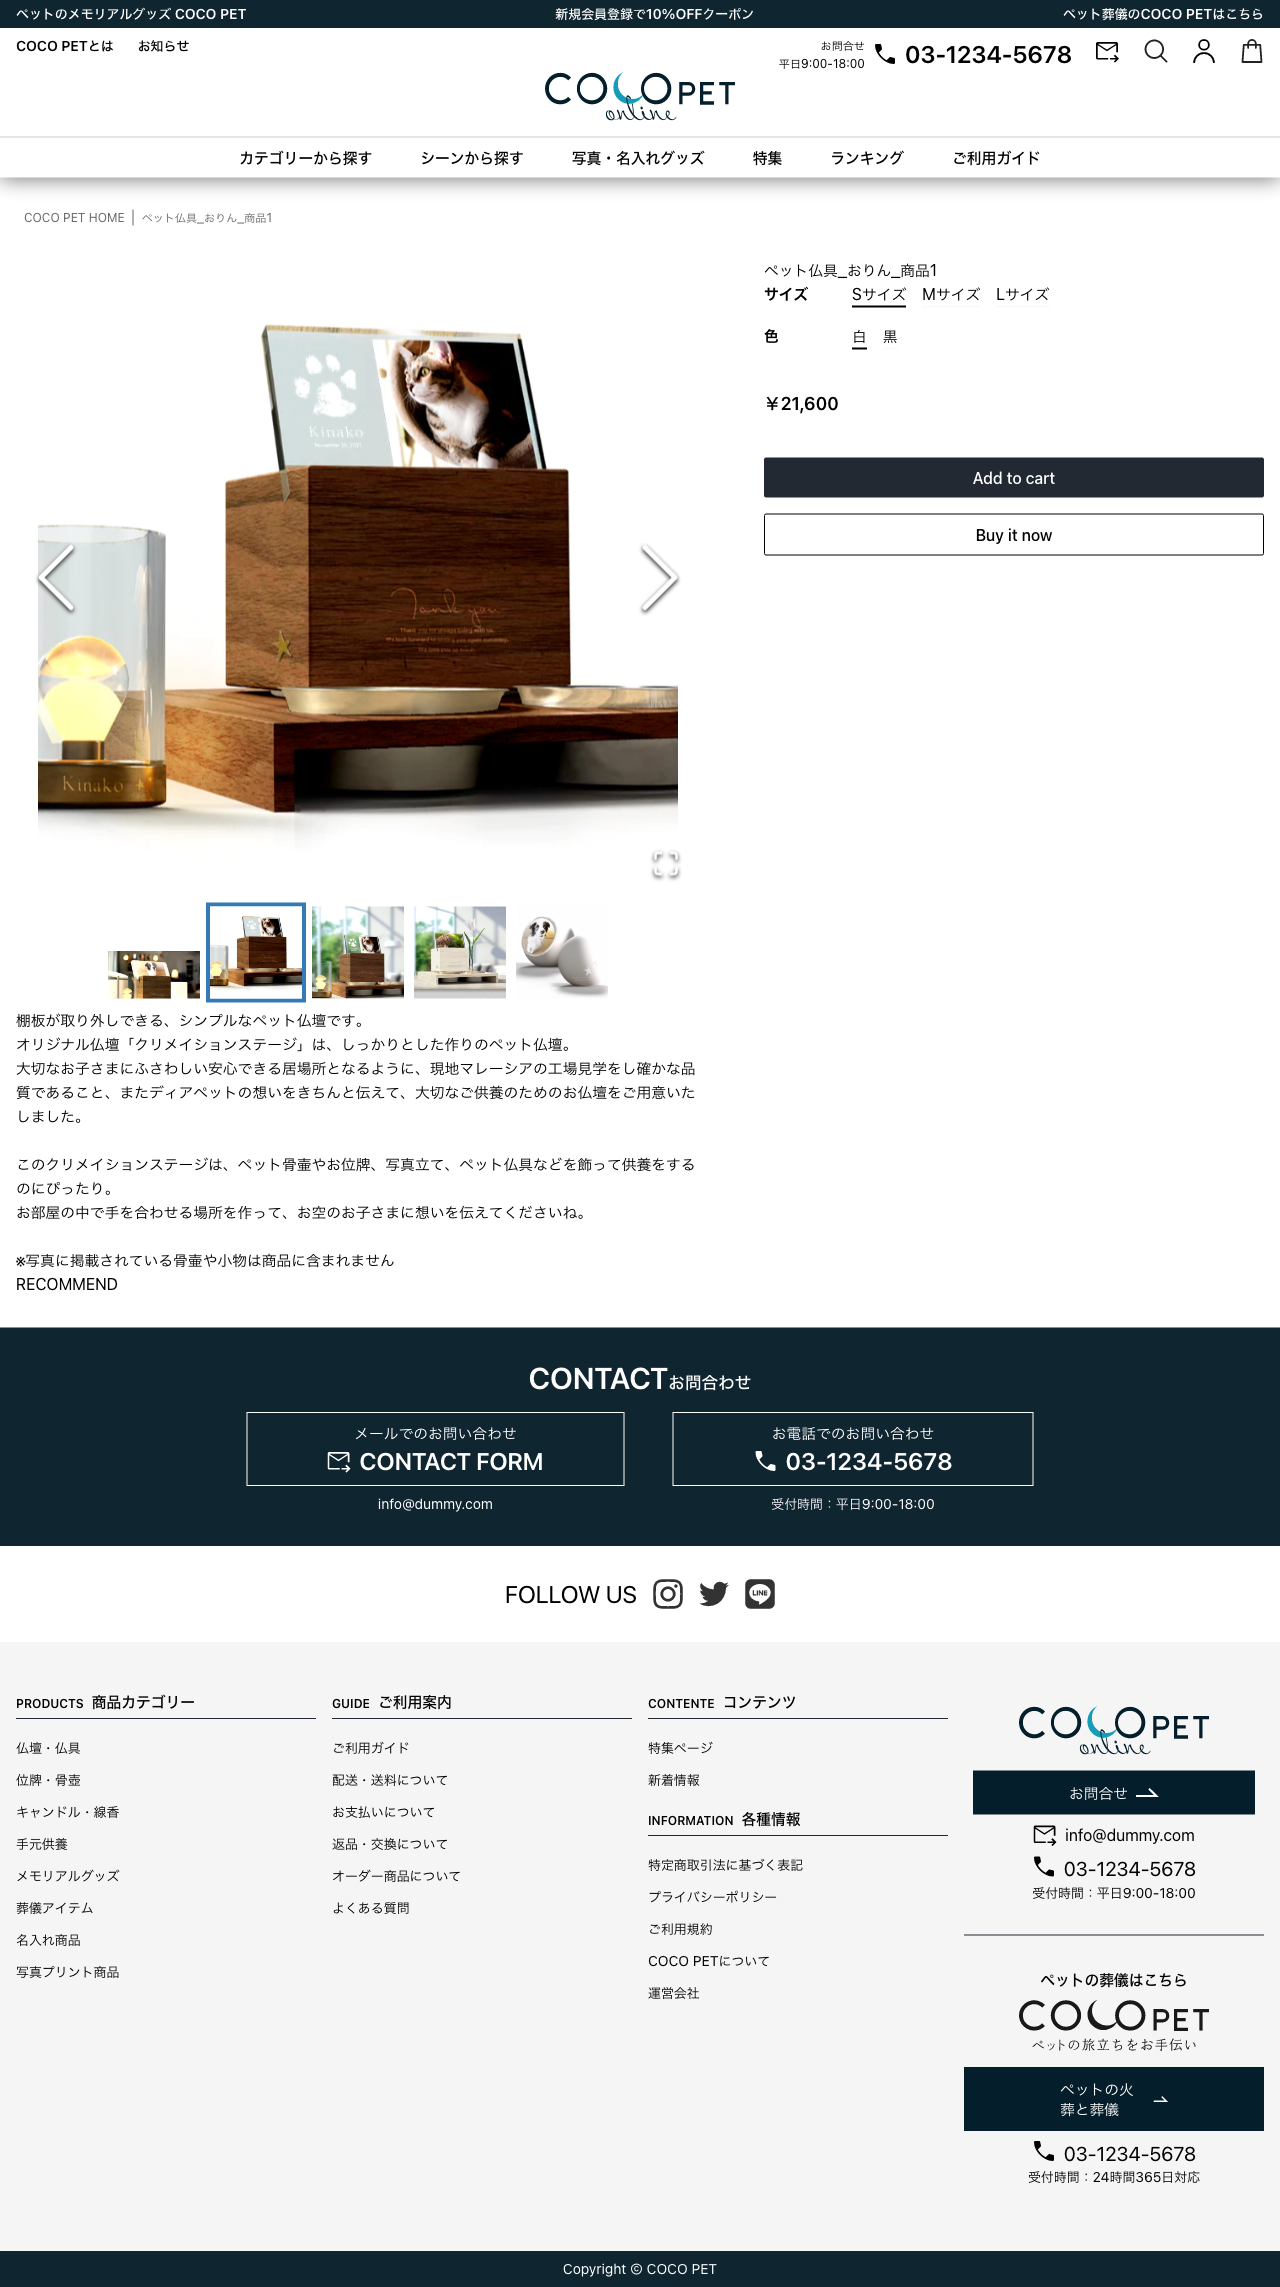 ペットのメモリアルグッズ COCO PET
新規会員登録で10%OFFクーポン
ペット葬儀のCOCO PETはこちら
COCO PETとは
お知らせ
お問合せ
平日9:00-18:00
03-1234-5678
COCOPET
online
カテゴリーから探す
シーンから探す
写真・名入れグッズ
特集
ランキング
ご利用ガイド
COCO PET HOME | ペット仏具_おりん_商品1
Kinako
Thank you
Kinako
ペット仏具_おりん_商品1
サイズ Sサイズ Mサイズ Lサイズ
色 白 黒
¥21,600
Add to cart
Buy it now
棚板が取り外しできる、シンプルなペット仏壇です。
オリジナル仏壇「クリメイションステージ」は、しっかりとした作りのペット仏壇。
大切なお子さまにふさわしい安心できる居場所となるように、現地マレーシアの工場見学をし確かな品
質であること、またディアペットの想いをきちんと伝えて、大切なご供養のためのお仏壇をご用意いた
しました。
このクリメイションステージは、ペット骨壷やお位牌、写真立て、ペット仏具などを飾って供養をする
のにぴったり。
お部屋の中で手を合わせる場所を作って、お空のお子さまに想いを伝えてくださいね。
※写真に掲載されている骨壷や小物は商品に含まれません
RECOMMEND
CONTACTお問合わせ
メールでのお問い合わせ
CONTACT FORM
info@dummy.com
お電話でのお問い合わせ
03-1234-5678
受付時間：平日9:00-18:00
FOLLOW US
LINE
PRODUCTS 商品カテゴリー
仏壇・仏具
位牌・骨壺
キャンドル・線香
手元供養
メモリアルグッズ
葬儀アイテム
名入れ商品
写真プリント商品
GUIDE ご利用案内
ご利用ガイド
配送・送料について
お支払いについて
返品・交換について
オーダー商品について
よくある質問
CONTENTE コンテンツ
特集ページ
新着情報
INFORMATION 各種情報
特定商取引法に基づく表記
プライバシーポリシー
ご利用規約
COCO PETについて
運営会社
COCOPET
online
お問合せ
info@dummy.com
03-1234-5678
受付時間：平日9:00-18:00
ペットの葬儀はこちら
COCOPET
ペットの旅立ちをお手伝い
ペットの火
葬と葬儀
03-1234-5678
受付時間：24時間365日対応
Copyright © COCO PET